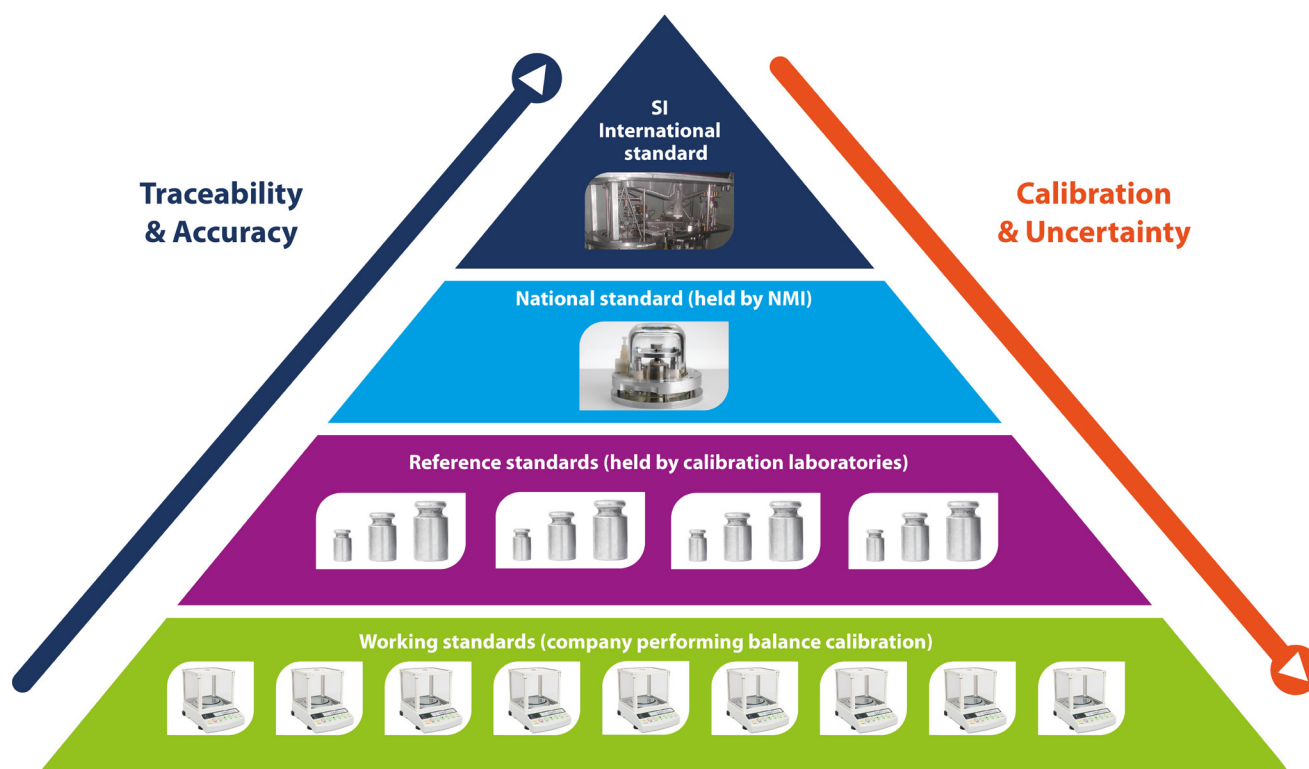 SI
International
standard
Traceability
& Accuracy
Calibration
& Uncertainty
National standard (held by NMI)
Reference standards (held by calibration laboratories)
Working standards (company performing balance calibration)